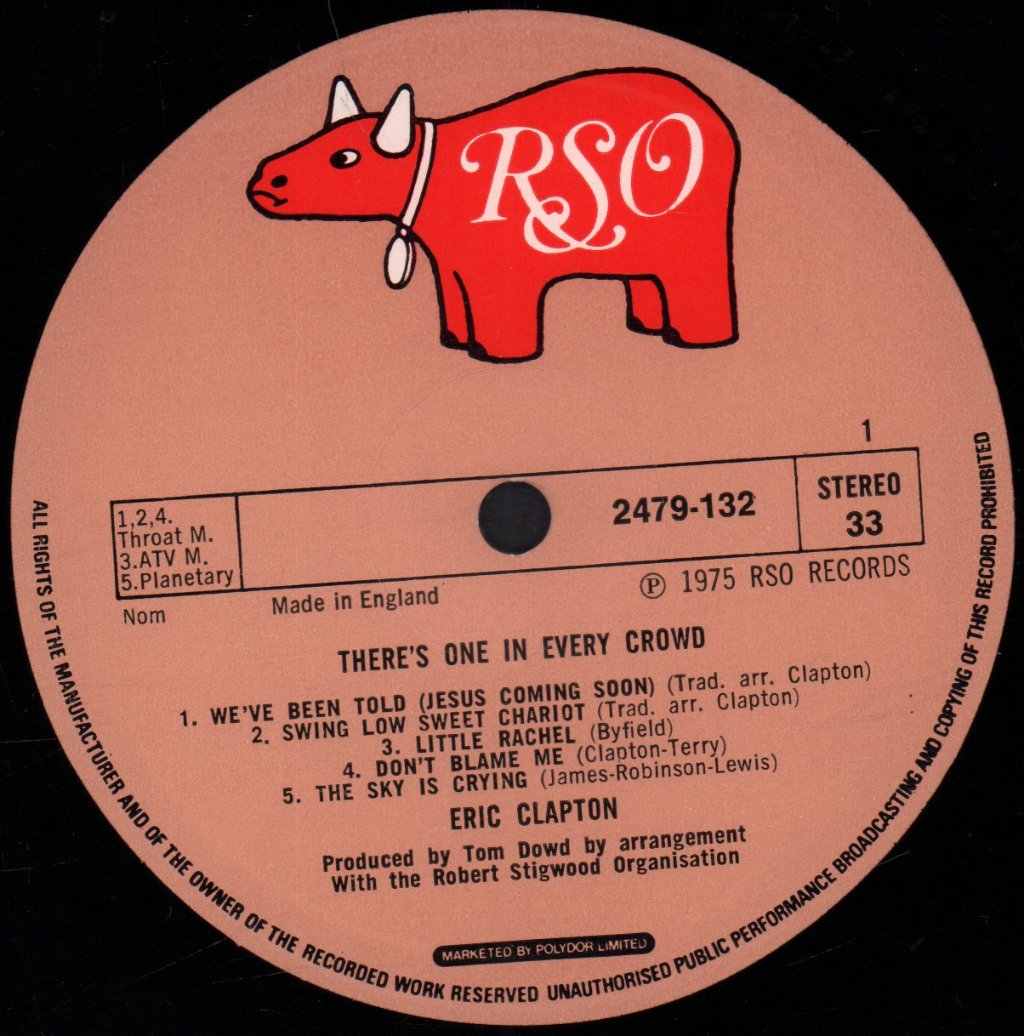 RSO
1
1,2,4.
Throat M.
3.ATV M.
5.Planetary
2479-132
STEREO
33
Nom
Made in England
Ⓟ 1975 RSO RECORDS
THERE'S ONE IN EVERY CROWD
1. WE'VE BEEN TOLD (JESUS COMING SOON) (Trad. arr. Clapton)
2. SWING LOW SWEET CHARIOT (Trad. arr. Clapton)
3. LITTLE RACHEL (Byfield)
4. DON'T BLAME ME (Clapton-Terry)
5. THE SKY IS CRYING (James-Robinson-Lewis)
ERIC CLAPTON
Produced by Tom Dowd by arrangement
With the Robert Stigwood Organisation
MARKETED BY POLYDOR LIMITED
ALL RIGHTS OF THE MANUFACTURER AND OF THE OWNER OF THE RECORDED WORK RESERVED UNAUTHORISED PUBLIC PERFORMANCE BROADCASTING AND COPYING OF THIS RECORD PROHIBITED